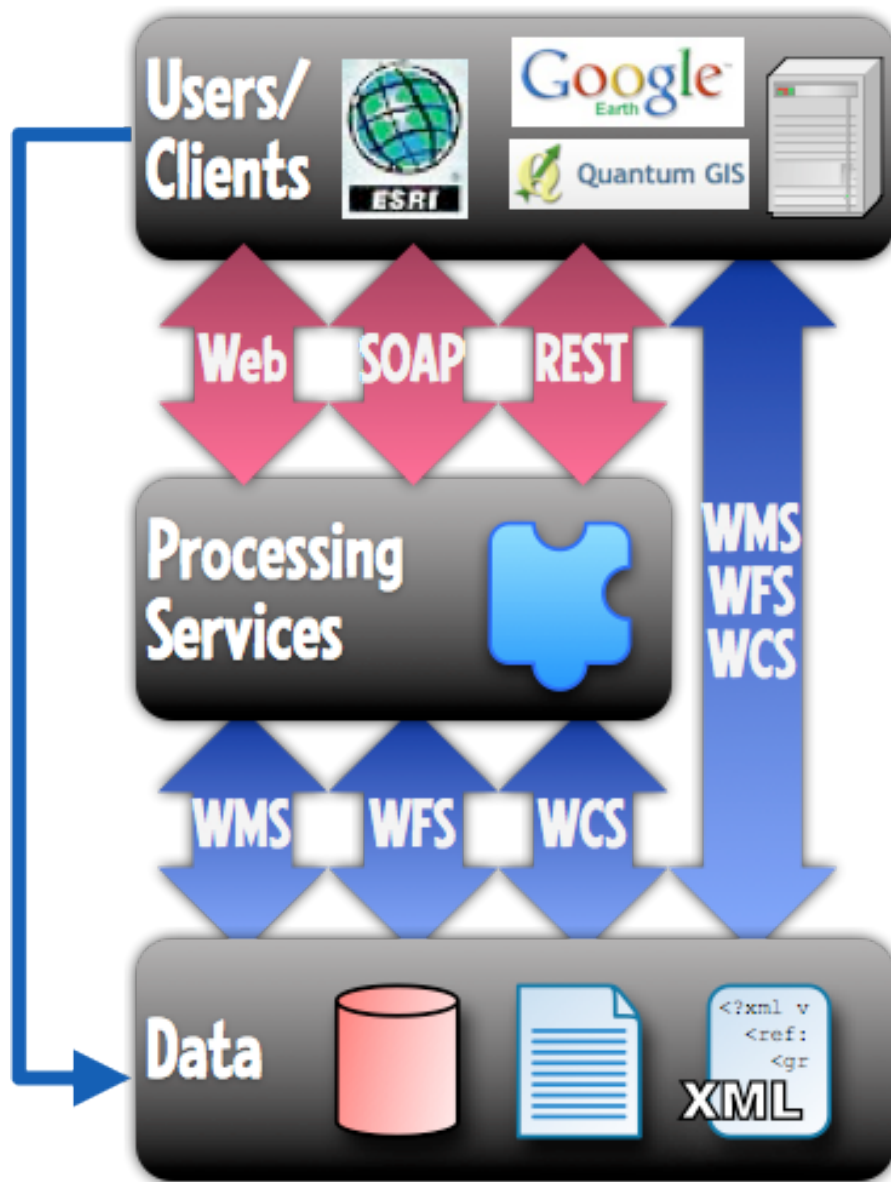 Users/
Clients
ESRI
Google™
Earth
Quantum GIS
Web
SOAP
REST
Processing
Services
WMS
WFS
WCS
WMS
WFS
WCS
Data
<?xml v
<ref:
<gr
XML